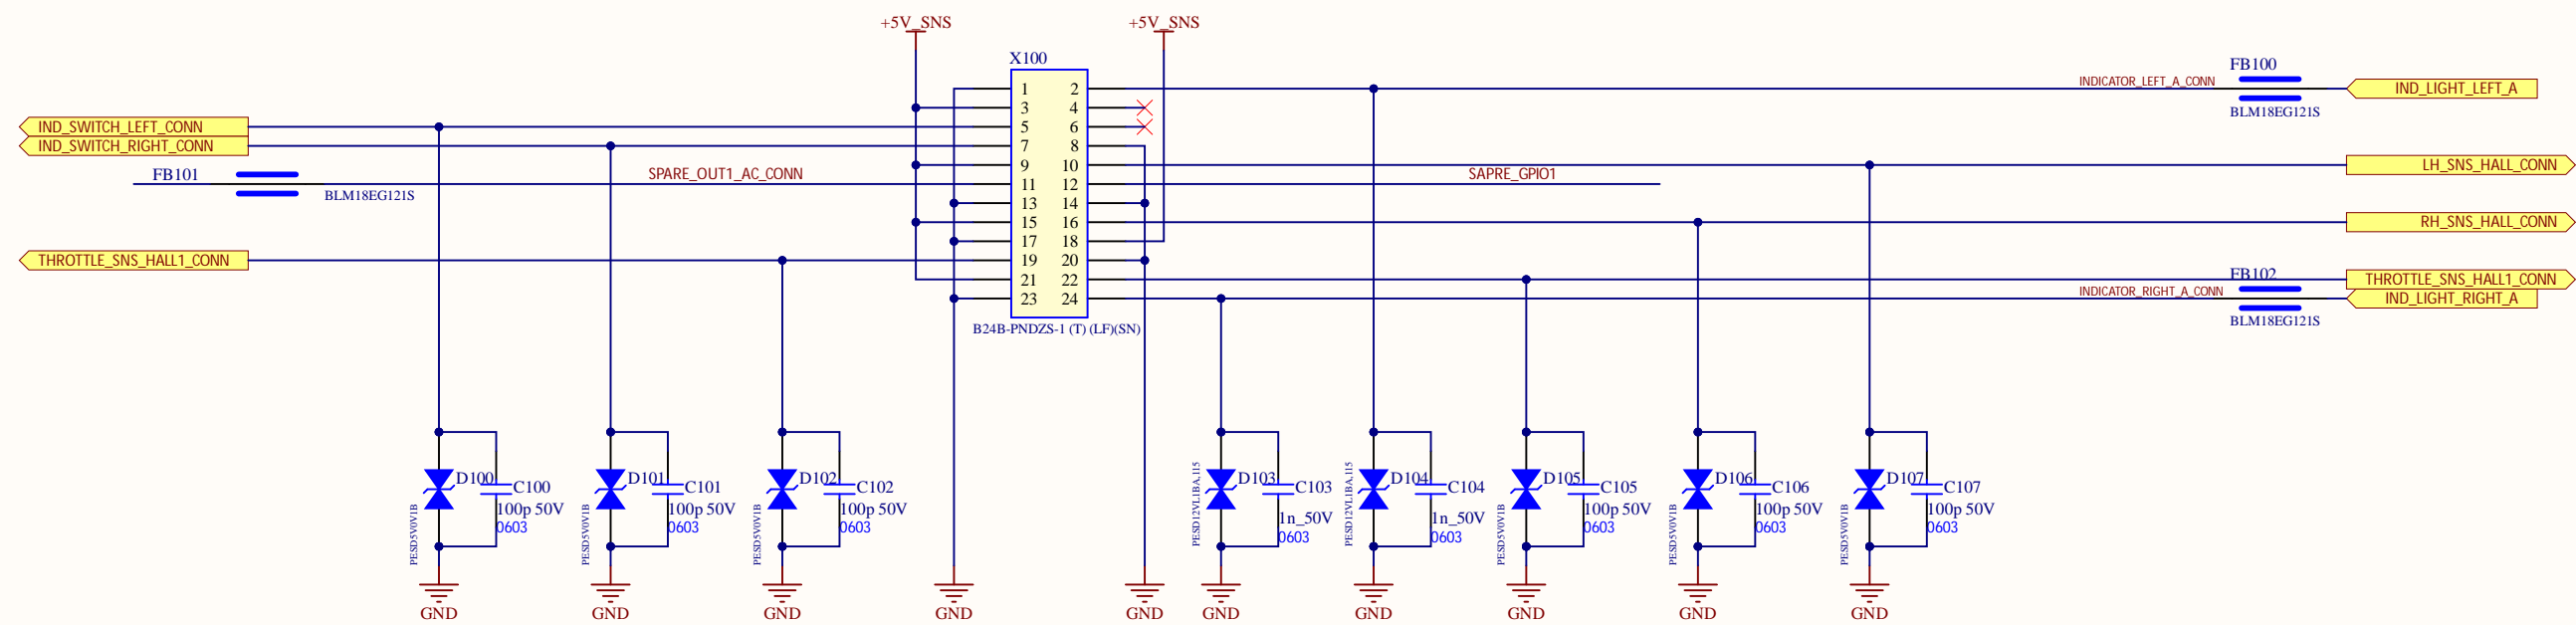 +5V_SNS
+5V_SNS
X100
FB100
INDICATOR_LEFT_A_CONN
IND_LIGHT_LEFT_A
BLM18EG121S
1 2
3 4
5 6
7 8
9 10
11 12
13 14
15 16
17 18
19 20
21 22
23 24
B24B-PNDZS-1 (T) (LF)(SN)
IND_SWITCH_LEFT_CONN
IND_SWITCH_RIGHT_CONN
FB101
BLM18EG121S
SPARE_OUT1_AC_CONN
SAPRE_GPIO1
LH_SNS_HALL_CONN
RH_SNS_HALL_CONN
THROTTLE_SNS_HALL1_CONN
FB102
THROTTLE_SNS_HALL1_CONN
INDICATOR_RIGHT_A_CONN
IND_LIGHT_RIGHT_A
BLM18EG121S
PESD5V0V1B
D100
C100
100p 50V
0603
GND
PESD5V0V1B
D101
C101
100p 50V
0603
GND
PESD5V0V1B
D102
C102
100p 50V
0603
GND
GND
GND
PESD12VL1BA,115
D103
C103
1n_50V
0603
GND
PESD12VL1BA,115
D104
C104
1n_50V
0603
GND
PESD5V0V1B
D105
C105
100p 50V
0603
GND
PESD5V0V1B
D106
C106
100p 50V
0603
GND
PESD5V0V1B
D107
C107
100p 50V
0603
GND